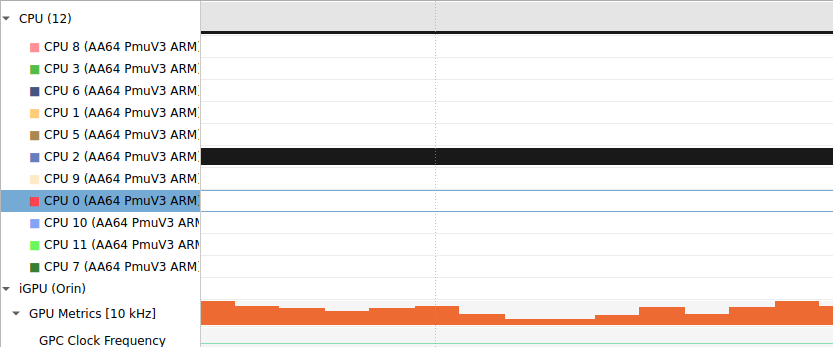 CPU (12)
CPU 8 (AA64 PmuV3 ARM)
CPU 3 (AA64 PmuV3 ARM)
CPU 6 (AA64 PmuV3 ARM)
CPU 1 (AA64 PmuV3 ARM)
CPU 5 (AA64 PmuV3 ARM)
CPU 2 (AA64 PmuV3 ARM)
CPU 9 (AA64 PmuV3 ARM)
CPU 0 (AA64 PmuV3 ARM)
CPU 10 (AA64 PmuV3 ARM
CPU 11 (AA64 PmuV3 ARM
CPU 7 (AA64 PmuV3 ARM)
iGPU (Orin)
GPU Metrics [10 kHz]
GPC Clock Frequency